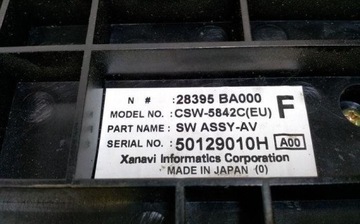 N #: 28395 BA000 F
MODEL NO.: CSW-5842C(EU)
PART NAME: SW ASSY-AV
SERIAL NO.: 50129010H A00
Xanavi Informatics Corporation
MADE IN JAPAN (0)